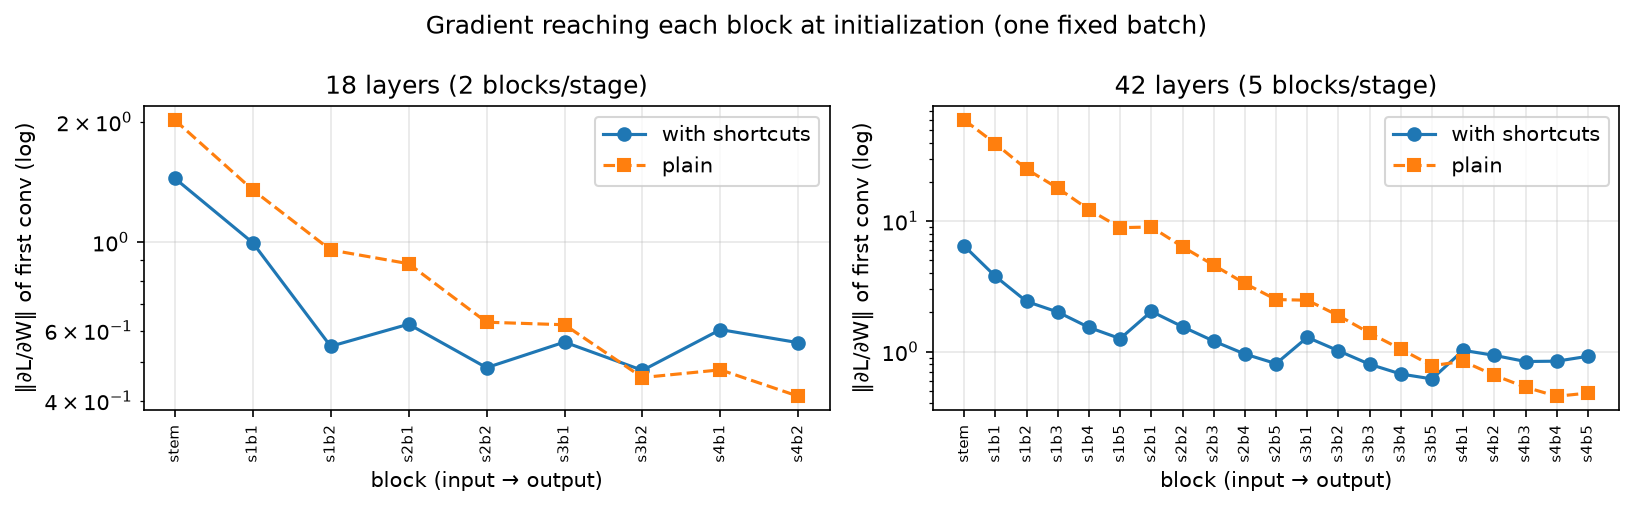 Gradient reaching each block at initialization (one fixed batch)
18 layers (2 blocks/stage)
‖∂L/∂W‖ of first conv (log)
2 × 10⁰
10⁰
6 × 10⁻¹
4 × 10⁻¹
with shortcuts
plain
stem
s1b1
s1b2
s2b1
s2b2
s3b1
s3b2
s4b1
s4b2
block (input → output)
42 layers (5 blocks/stage)
‖∂L/∂W‖ of first conv (log)
10¹
10⁰
with shortcuts
plain
stem
s1b1
s1b2
s1b3
s1b4
s1b5
s2b1
s2b2
s2b3
s2b4
s2b5
s3b1
s3b2
s3b3
s3b4
s3b5
s4b1
s4b2
s4b3
s4b4
s4b5
block (input → output)